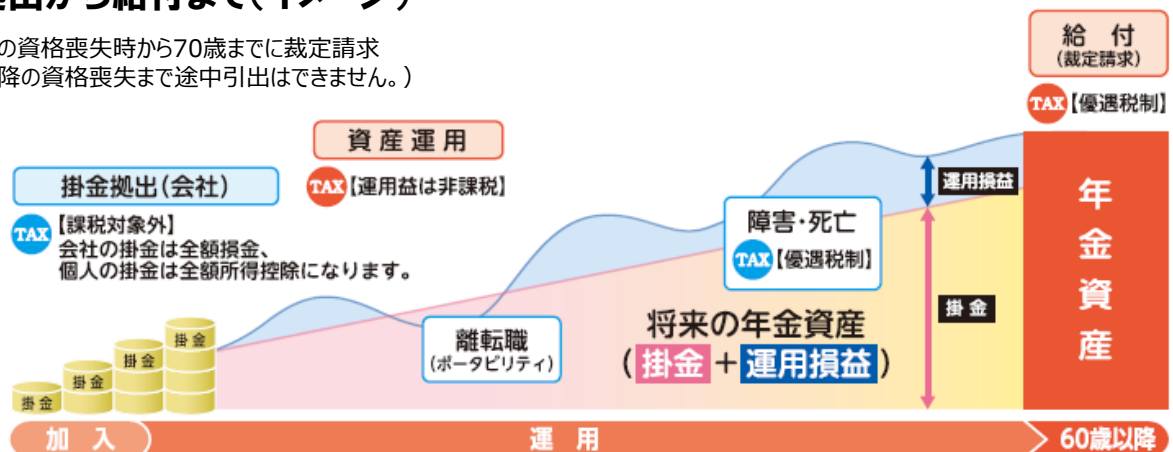 出から給付まで（イメージ）
の資格喪失時から70歳までに裁定請求
降の資格喪失まで途中引出はできません。）
給　付
（裁定請求）
TAX【優遇税制】
資産運用
TAX【運用益は非課税】
掛金拠出（会社）
TAX【課税対象外】
会社の掛金は全額損金、
個人の掛金は全額所得控除になります。
運用損益
障害・死亡
TAX【優遇税制】
掛金
離転職
（ポータビリティ）
将来の年金資産
（掛金＋運用損益）
年金資産
掛金
掛金
掛金
掛金
加　入
運　用
60歳以降